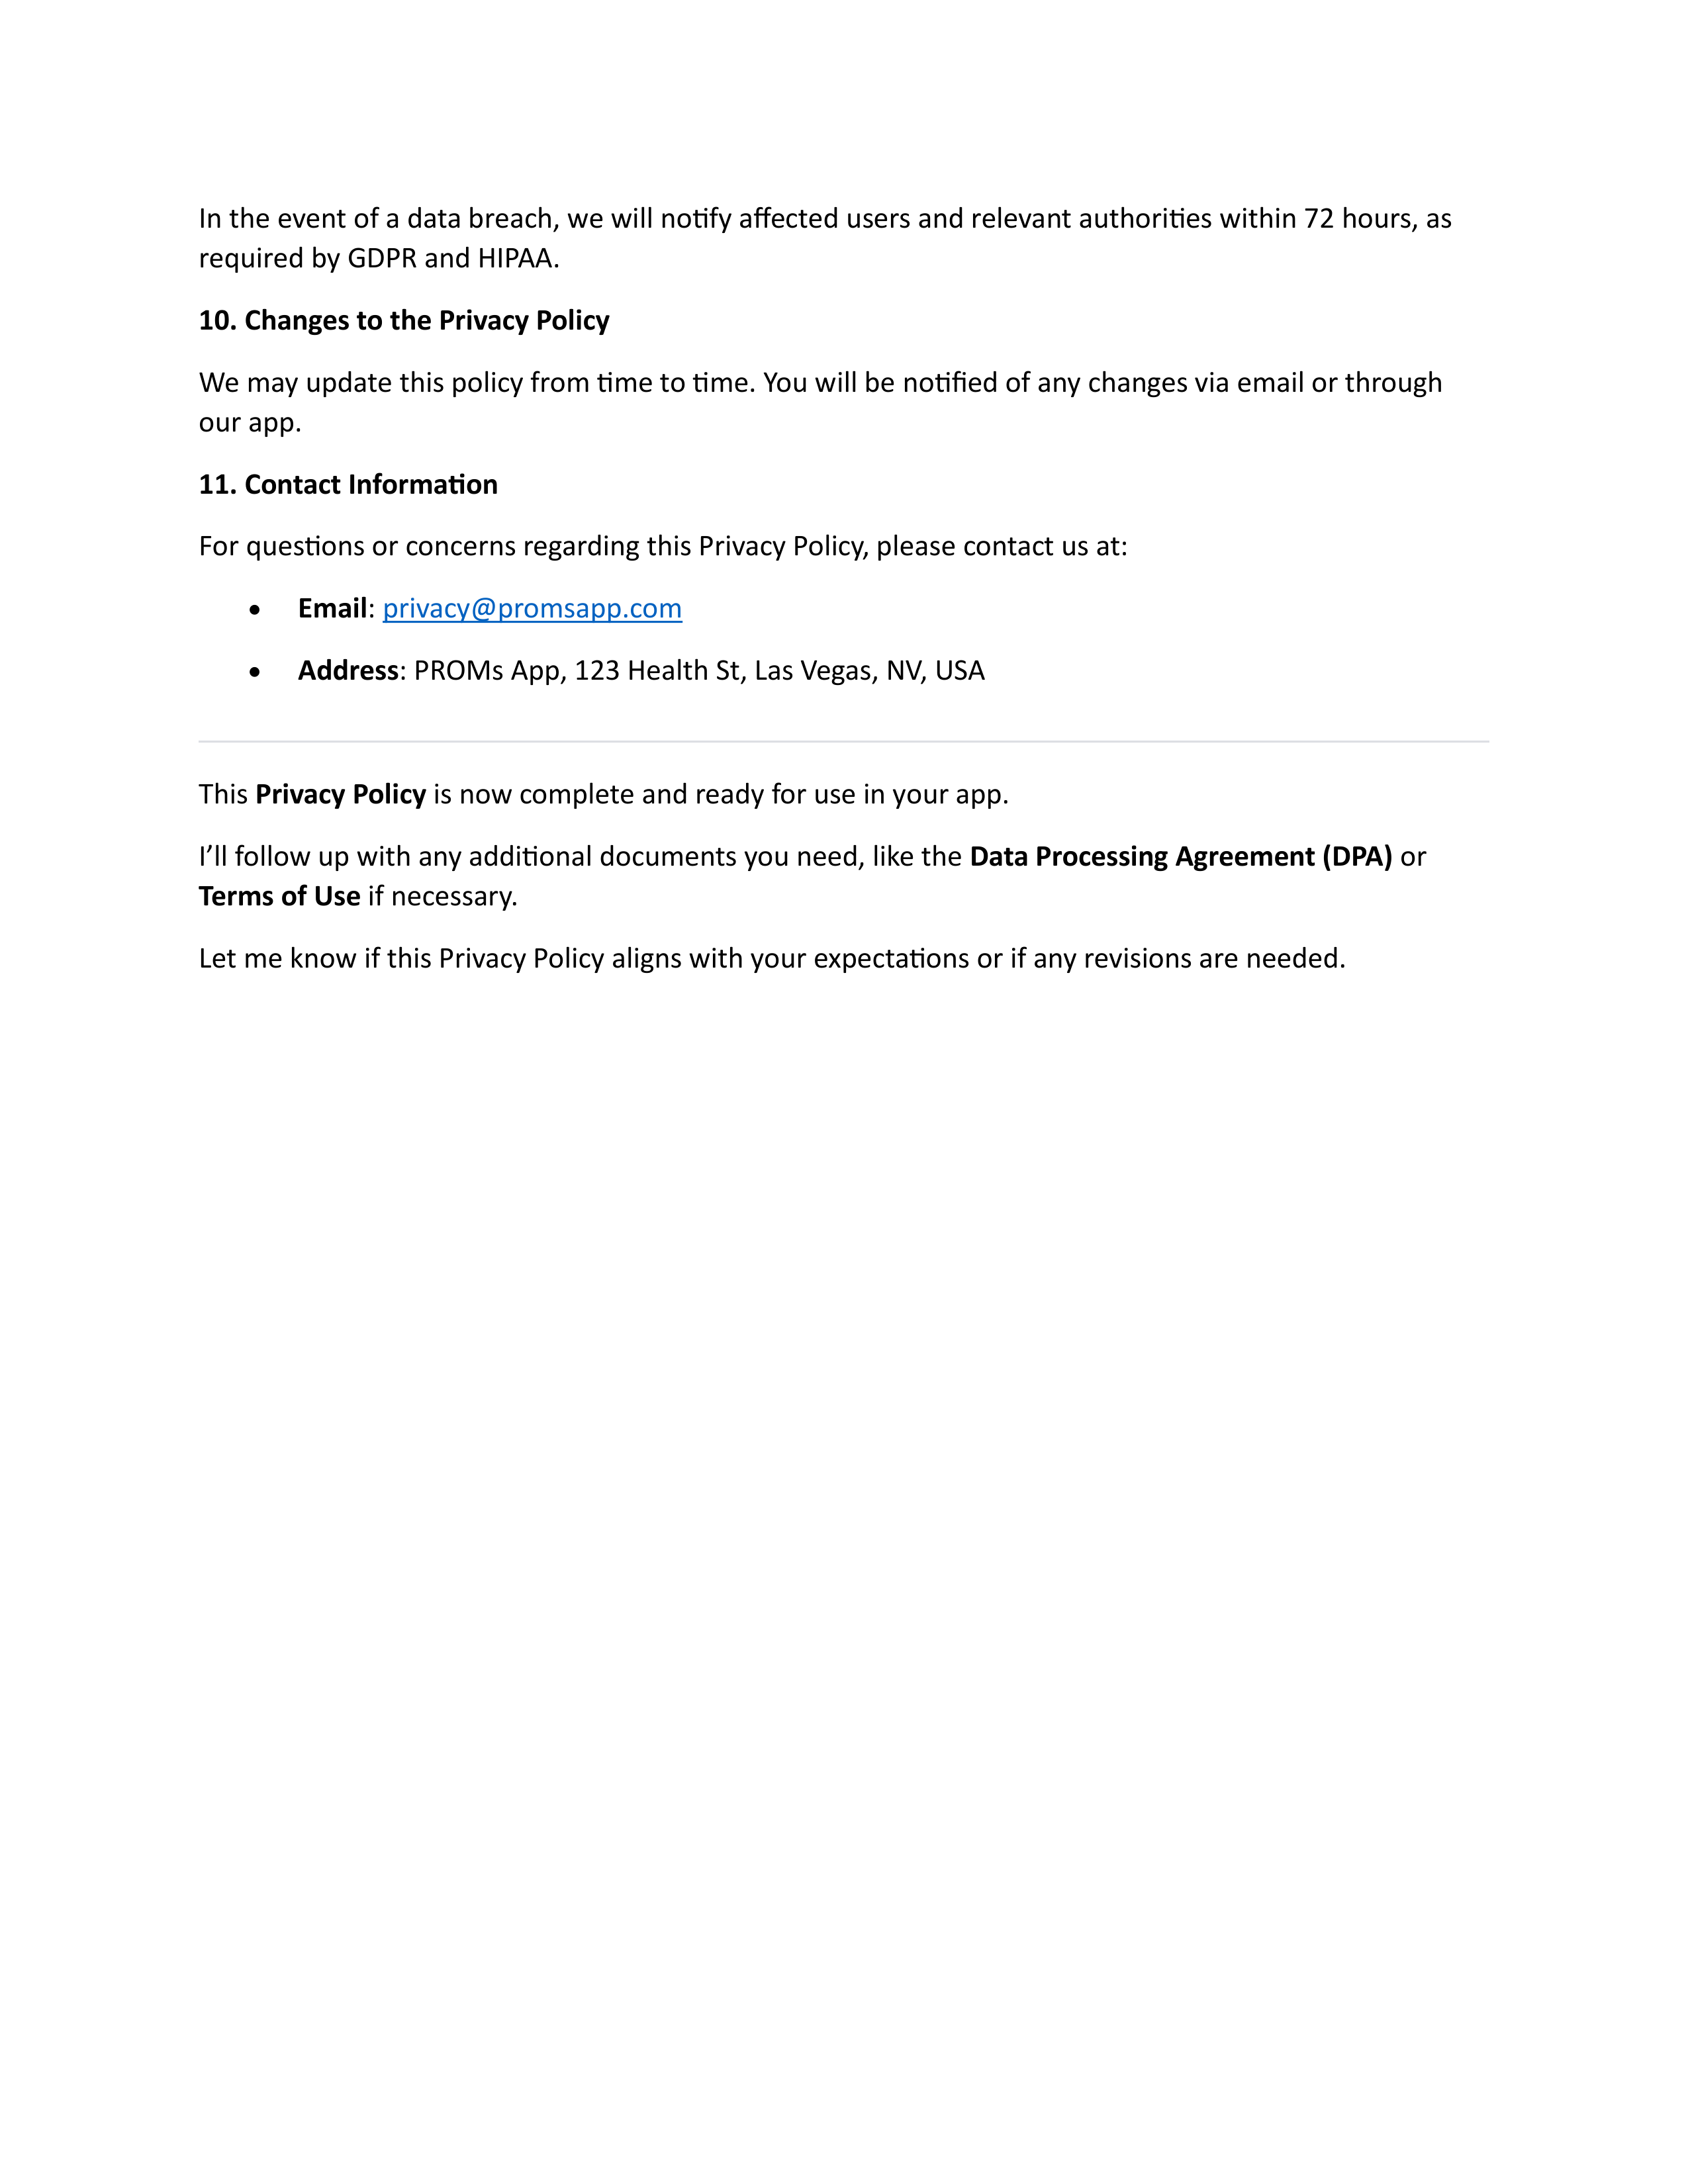 In the event of a data breach, we will notify affected users and relevant authorities within 72 hours, as
required by GDPR and HIPAA.
10. Changes to the Privacy Policy
We may update this policy from time to time. You will be notified of any changes via email or through
our app.
11. Contact Information
For questions or concerns regarding this Privacy Policy, please contact us at:
• Email: privacy@promsapp.com
• Address: PROMs App, 123 Health St, Las Vegas, NV, USA
This Privacy Policy is now complete and ready for use in your app.
I’ll follow up with any additional documents you need, like the Data Processing Agreement (DPA) or
Terms of Use if necessary.
Let me know if this Privacy Policy aligns with your expectations or if any revisions are needed.